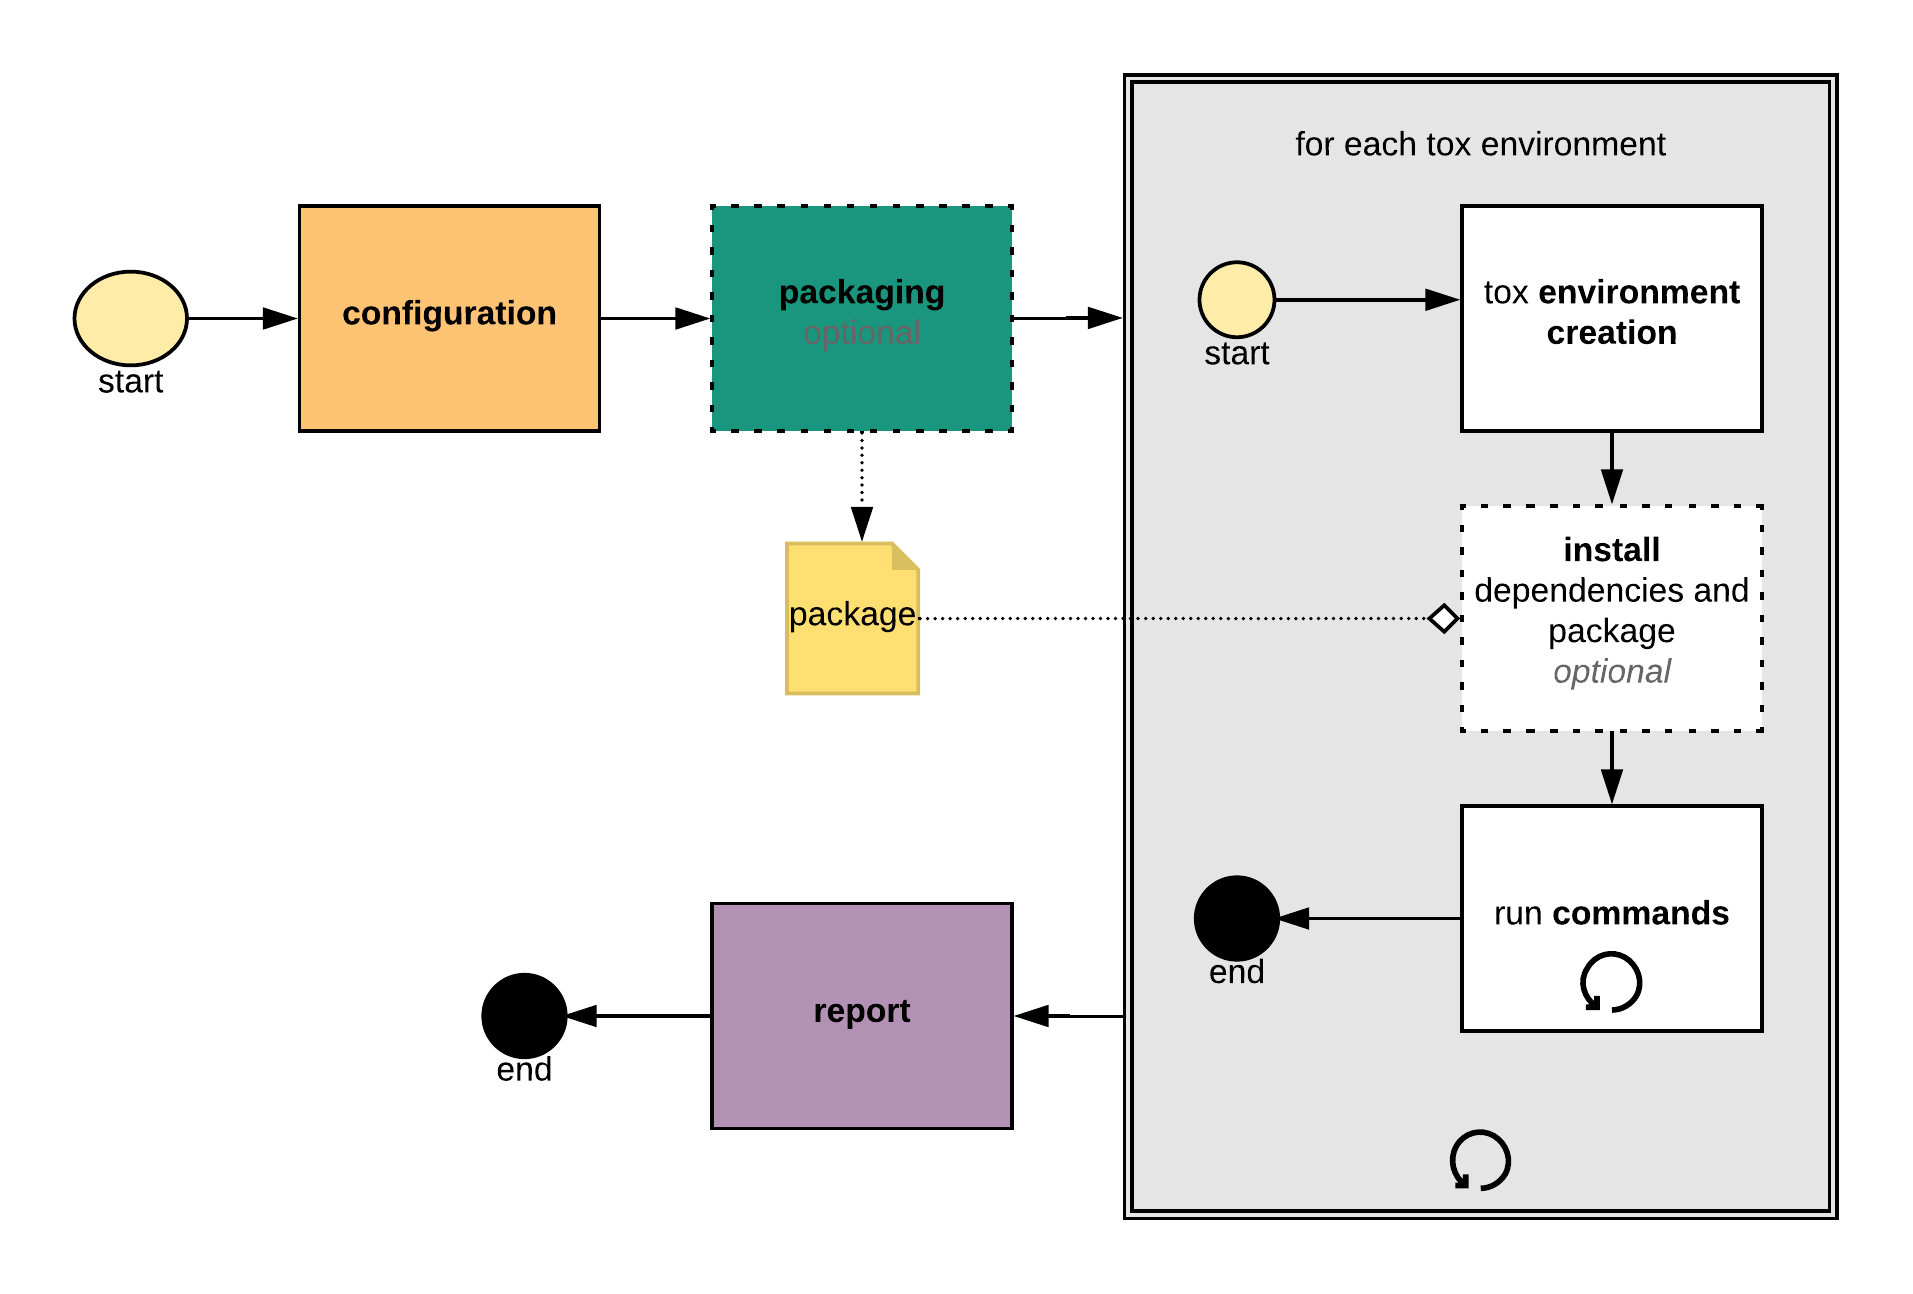 start
configuration
packaging
optional
package
for each tox environment
start
tox environment
creation
install
dependencies and
package
optional
run commands
end
report
end